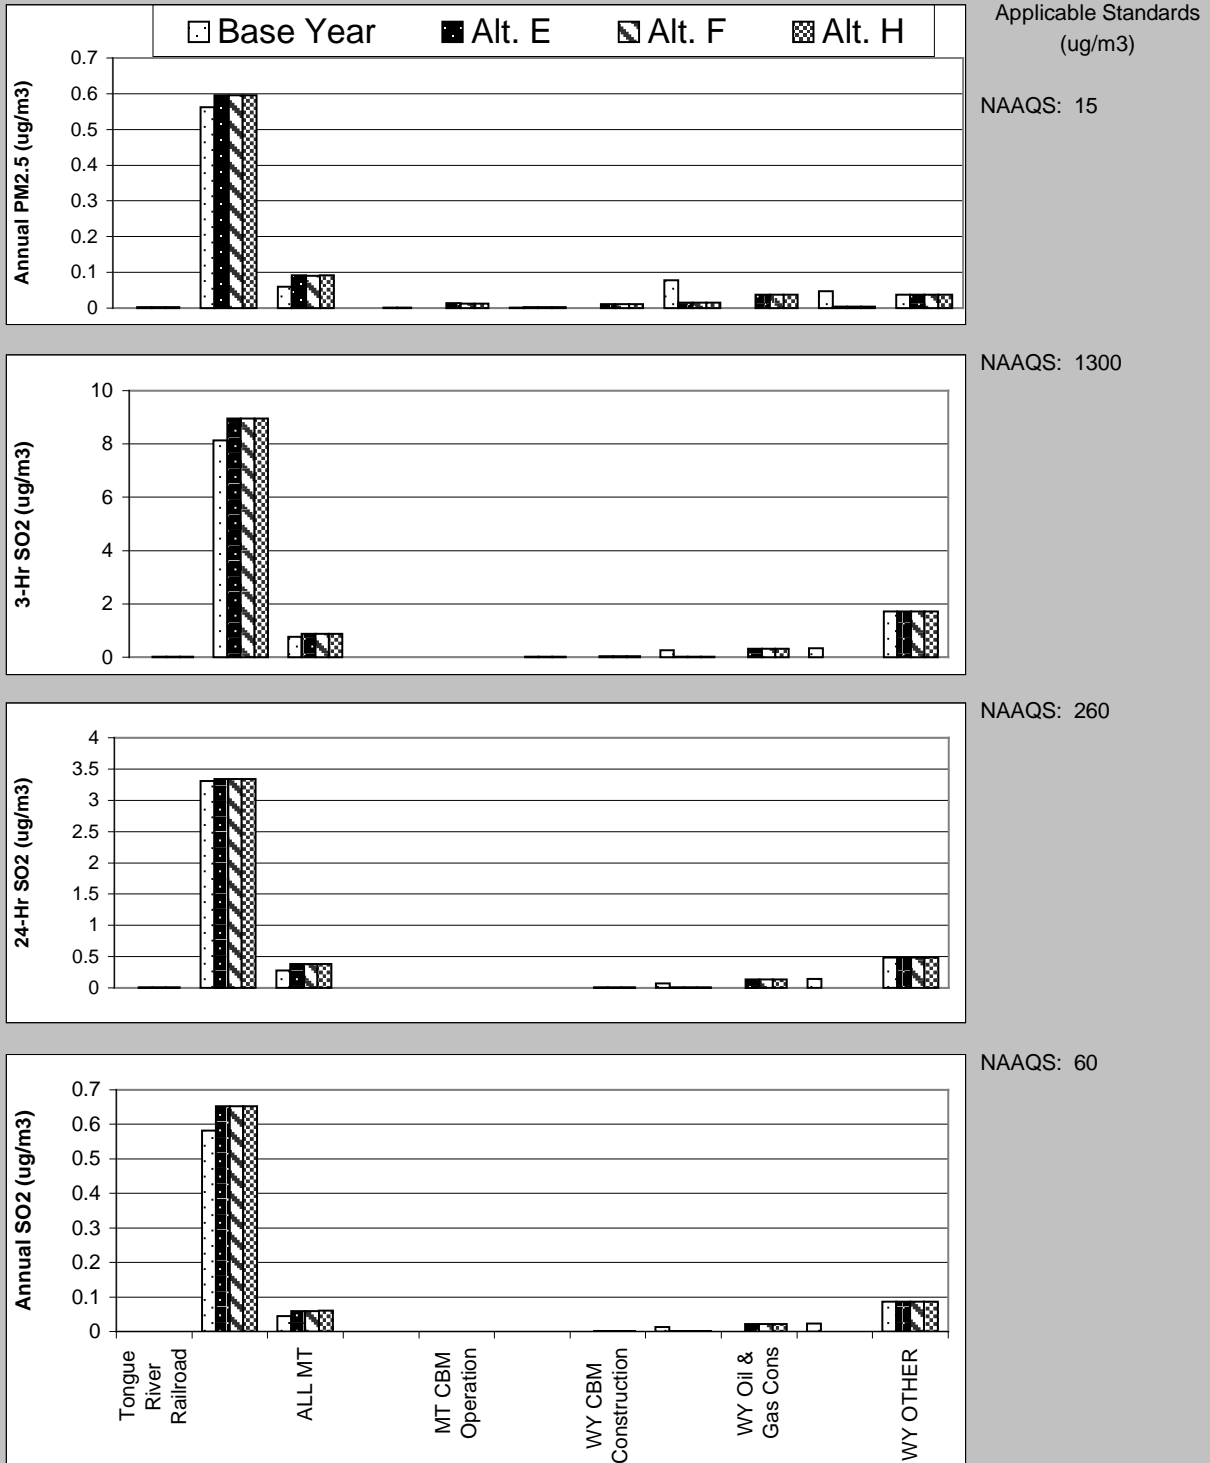 Base Year Alt. E Alt. F Alt. H
Applicable Standards
(ug/m3)
Annual PM2.5 (ug/m3)
0.7
0.6
0.5
0.4
0.3
0.2
0.1
0
NAAQS: 15
3-Hr SO2 (ug/m3)
10
8
6
4
2
0
NAAQS: 1300
24-Hr SO2 (ug/m3)
4
3.5
3
2.5
2
1.5
1
0.5
0
NAAQS: 260
Annual SO2 (ug/m3)
0.7
0.6
0.5
0.4
0.3
0.2
0.1
0
NAAQS: 60
Tongue
River
Railroad
ALL MT
MT CBM
Operation
WY CBM
Construction
WY Oil &
Gas Cons
WY OTHER